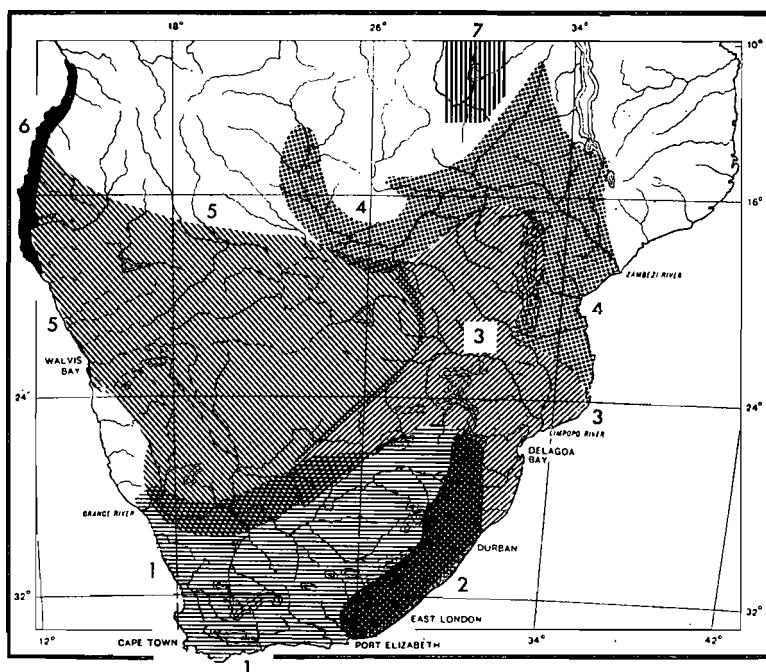 18° 26° 7 34°
10°
6
5
4
16° 16°
ZAMBEZI RIVER
5
4
3
WALVIS
BAY
24° 24°
3
LIMPOPO RIVER
DELAGOA
BAY
ORANGE RIVER
DURBAN
1
2
32° 32°
EAST LONDON
12° CAPE TOWN PORT ELIZABETH 34° 42°
1